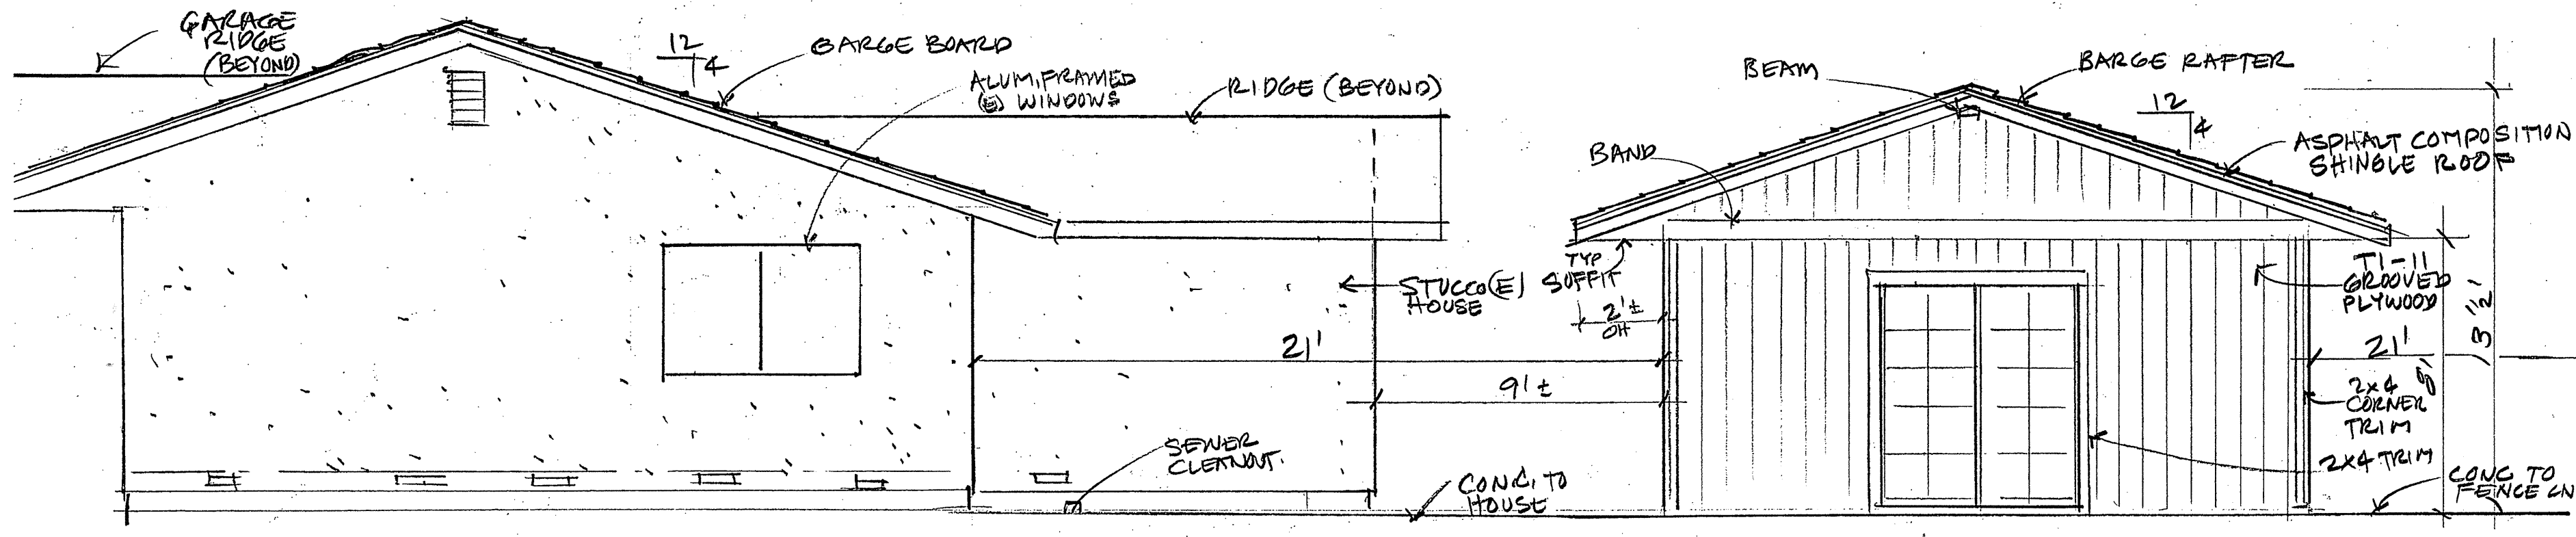 GARAGE
RIDGE
(BEYOND)
12
4
BARGE BOARD
ALUM. FRAMED
(E) WINDOWS
RIDGE (BEYOND)
STUCCO (E)
HOUSE
21'
9'±
SEWER
CLEANOUT.
CONC. TO
HOUSE
BEAM
BARGE RAFTER
12
4
ASPHALT COMPOSITION
SHINGLE ROOF
BAND
TYP
SOFFIT
2'±
OH
T1-11
GROOVED
PLYWOOD
21'
2x4
CORNER
TRIM
2X4 TRIM
CONC TO
FENCE LN